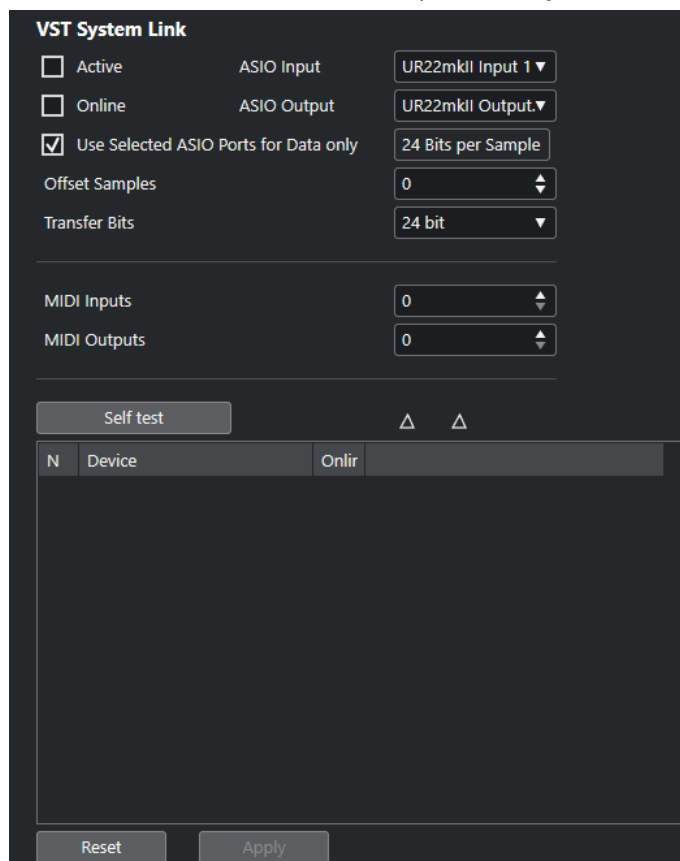 VST System Link
Active ASIO Input UR22mkII Input 1
Online ASIO Output UR22mkII Output.
Use Selected ASIO Ports for Data only 24 Bits per Sample
Offset Samples 0
Transfer Bits 24 bit
MIDI Inputs 0
MIDI Outputs 0
Self test
N Device Onlir
Reset Apply